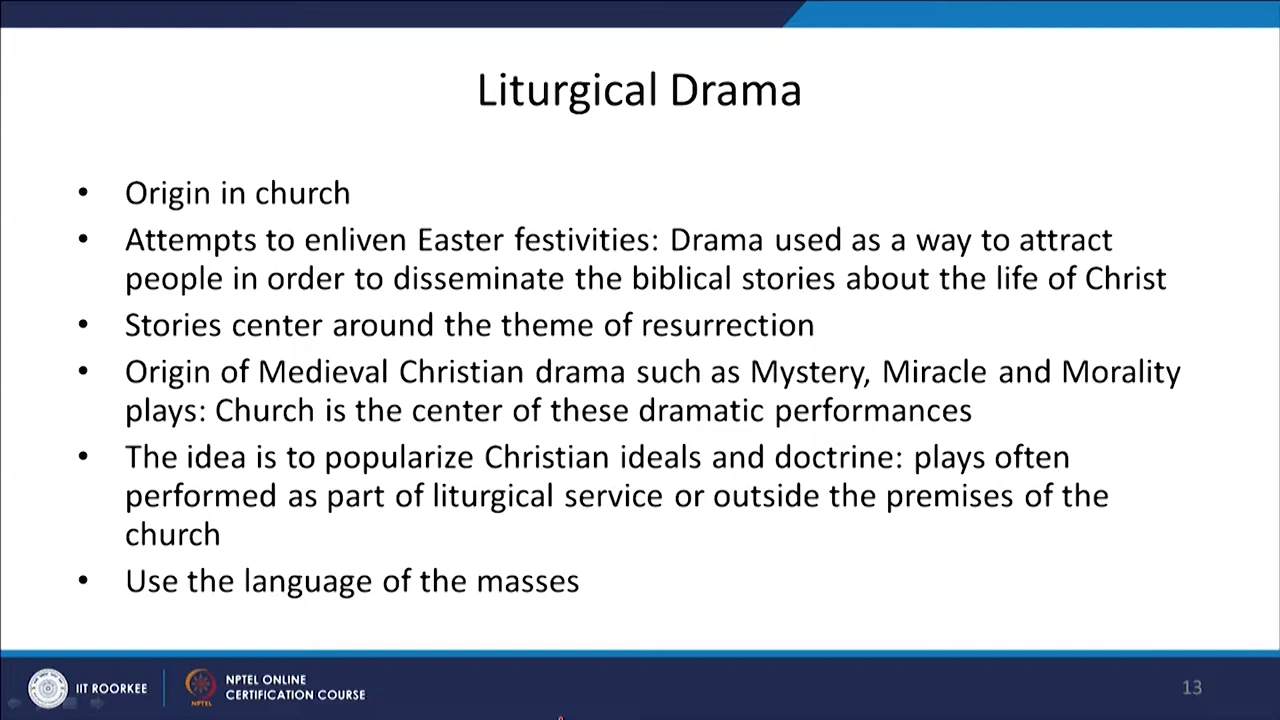 Liturgical Drama
• Origin in church
• Attempts to enliven Easter festivities: Drama used as a way to attract
people in order to disseminate the biblical stories about the life of Christ
• Stories center around the theme of resurrection
• Origin of Medieval Christian drama such as Mystery, Miracle and Morality
plays: Church is the center of these dramatic performances
• The idea is to popularize Christian ideals and doctrine: plays often
performed as part of liturgical service or outside the premises of the
church
• Use the language of the masses
IIT ROORKEE
NPTEL
NPTEL ONLINE
CERTIFICATION COURSE
13